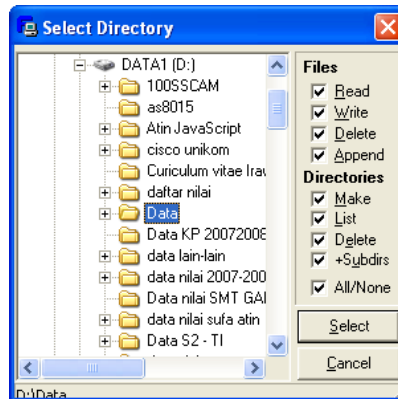 Select Directory
DATA1 (D:)
100SSCAM
as8015
Atin JavaScript
cisco unikom
Curiculum vitae Irav
daftar nilai
Data
Data KP 20072008
data lain-lain
data nilai 2007-200
Data nilai SMT GAI
data nilai sufa atin
Data S2 - TI
Files
Read
Write
Delete
Append
Directories
Make
List
Delete
+Subdirs
All/None
Select
Cancel
D:\Data